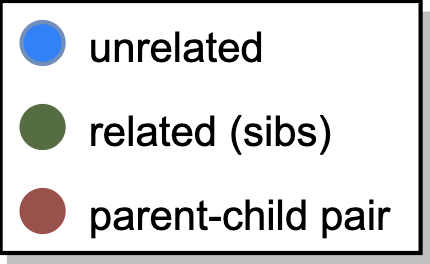 unrelated
related (sibs)
parent-child pair